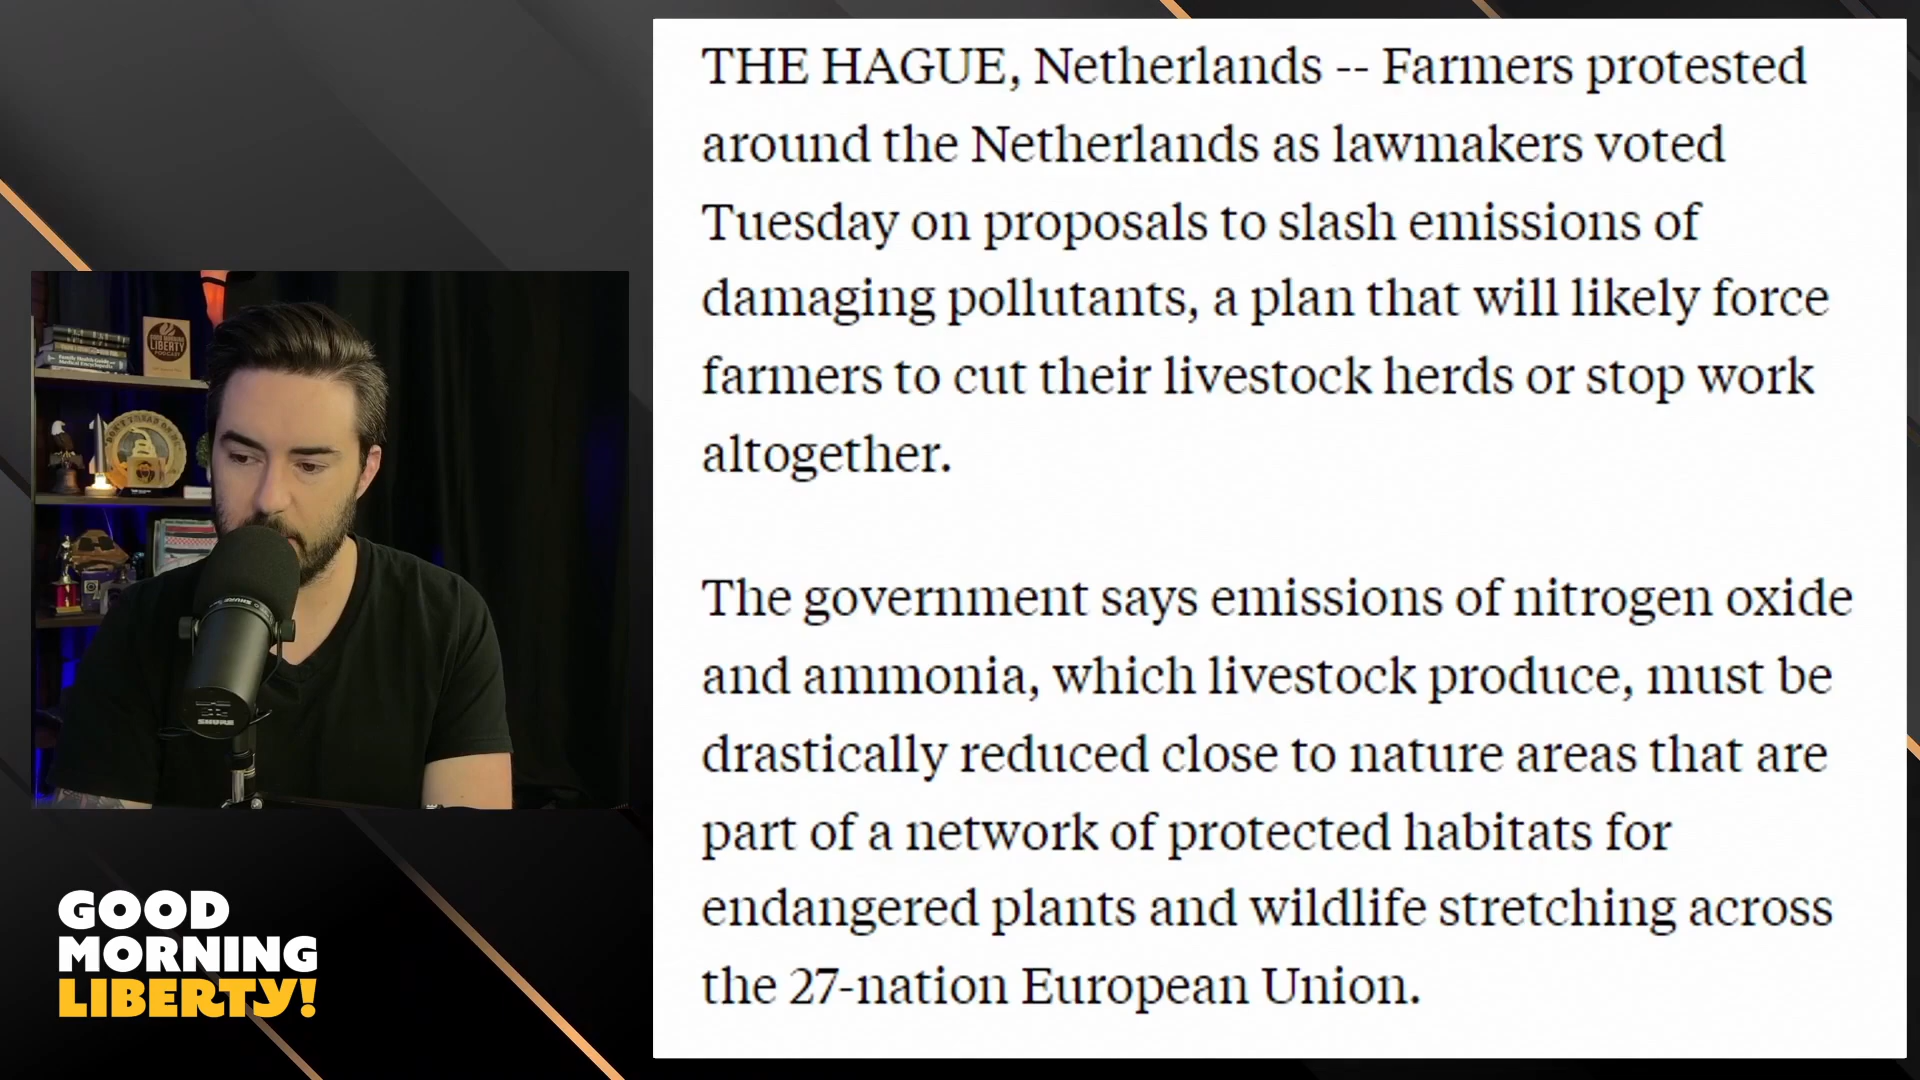 THE HAGUE, Netherlands -- Farmers protested
around the Netherlands as lawmakers voted
Tuesday on proposals to slash emissions of
damaging pollutants, a plan that will likely force
farmers to cut their livestock herds or stop work
altogether.
The government says emissions of nitrogen oxide
and ammonia, which livestock produce, must be
drastically reduced close to nature areas that are
part of a network of protected habitats for
endangered plants and wildlife stretching across
the 27-nation European Union.
LIBERTY
PODCAST
SHURE
GOOD
MORNING
LIBERTY!